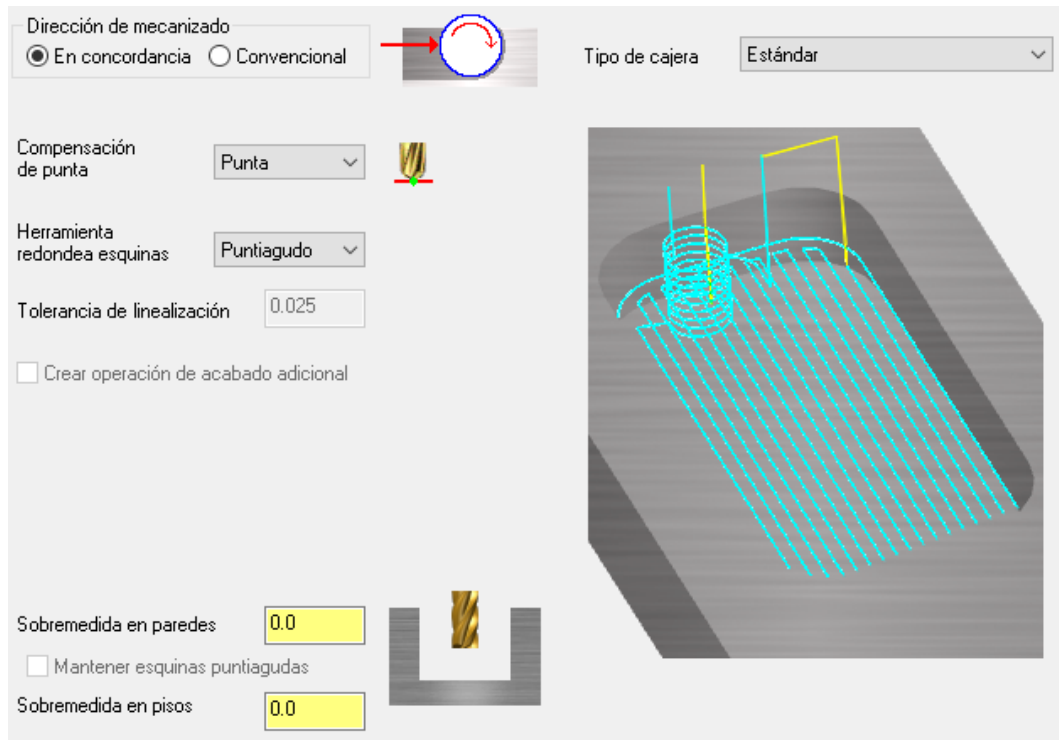 Dirección de mecanizado
En concordancia Convencional
Tipo de cajera Estándar
Compensación
de punta
Punta
Herramienta
redondea esquinas
Puntiagudo
Tolerancia de linealización 0.025
Crear operación de acabado adicional
Sobremedida en paredes 0.0
Mantener esquinas puntiagudas
Sobremedida en pisos 0.0